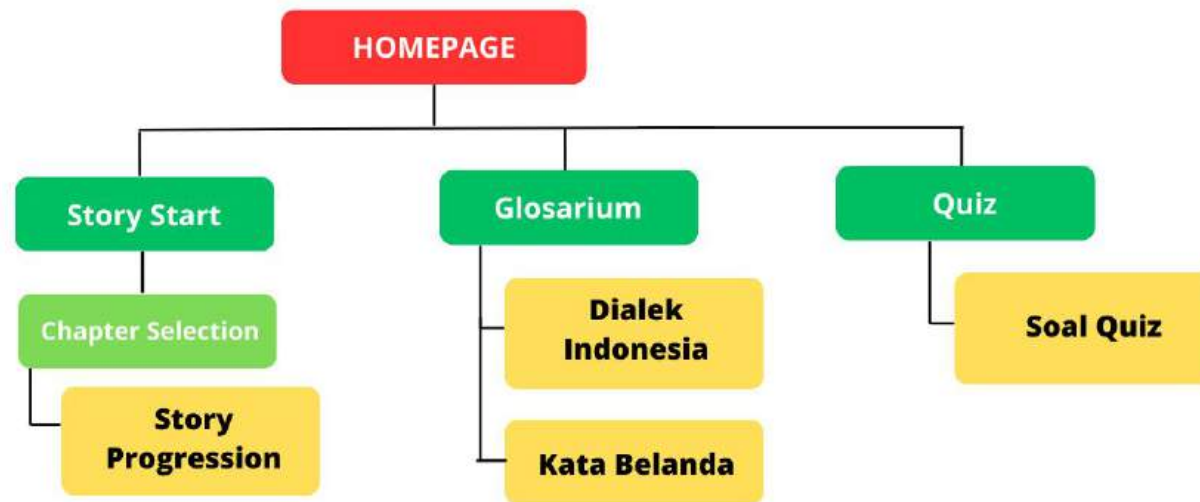 HOMEPAGE
Story Start
Glosarium
Quiz
Chapter Selection
Dialek
Indonesia
Soal Quiz
Story
Progression
Kata Belanda